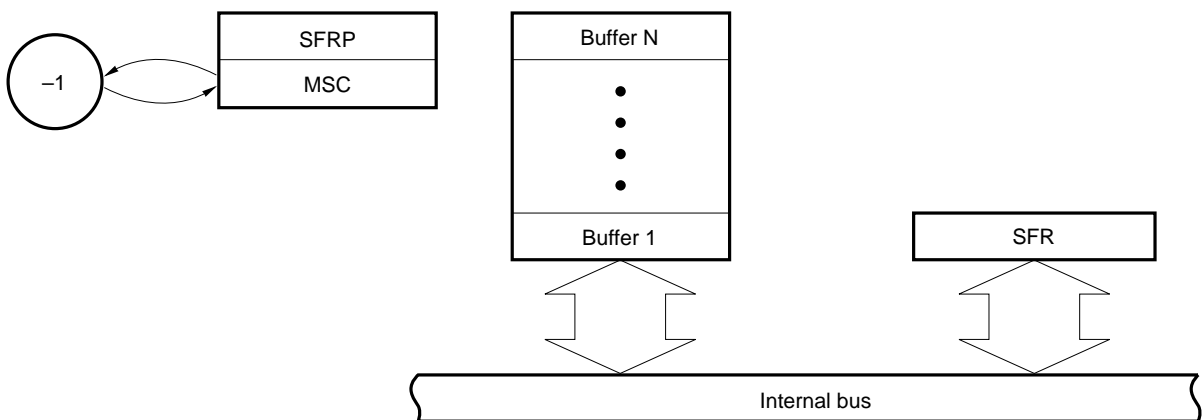 SFRP
Buffer N
–1
MSC
Buffer 1
SFR
Internal bus